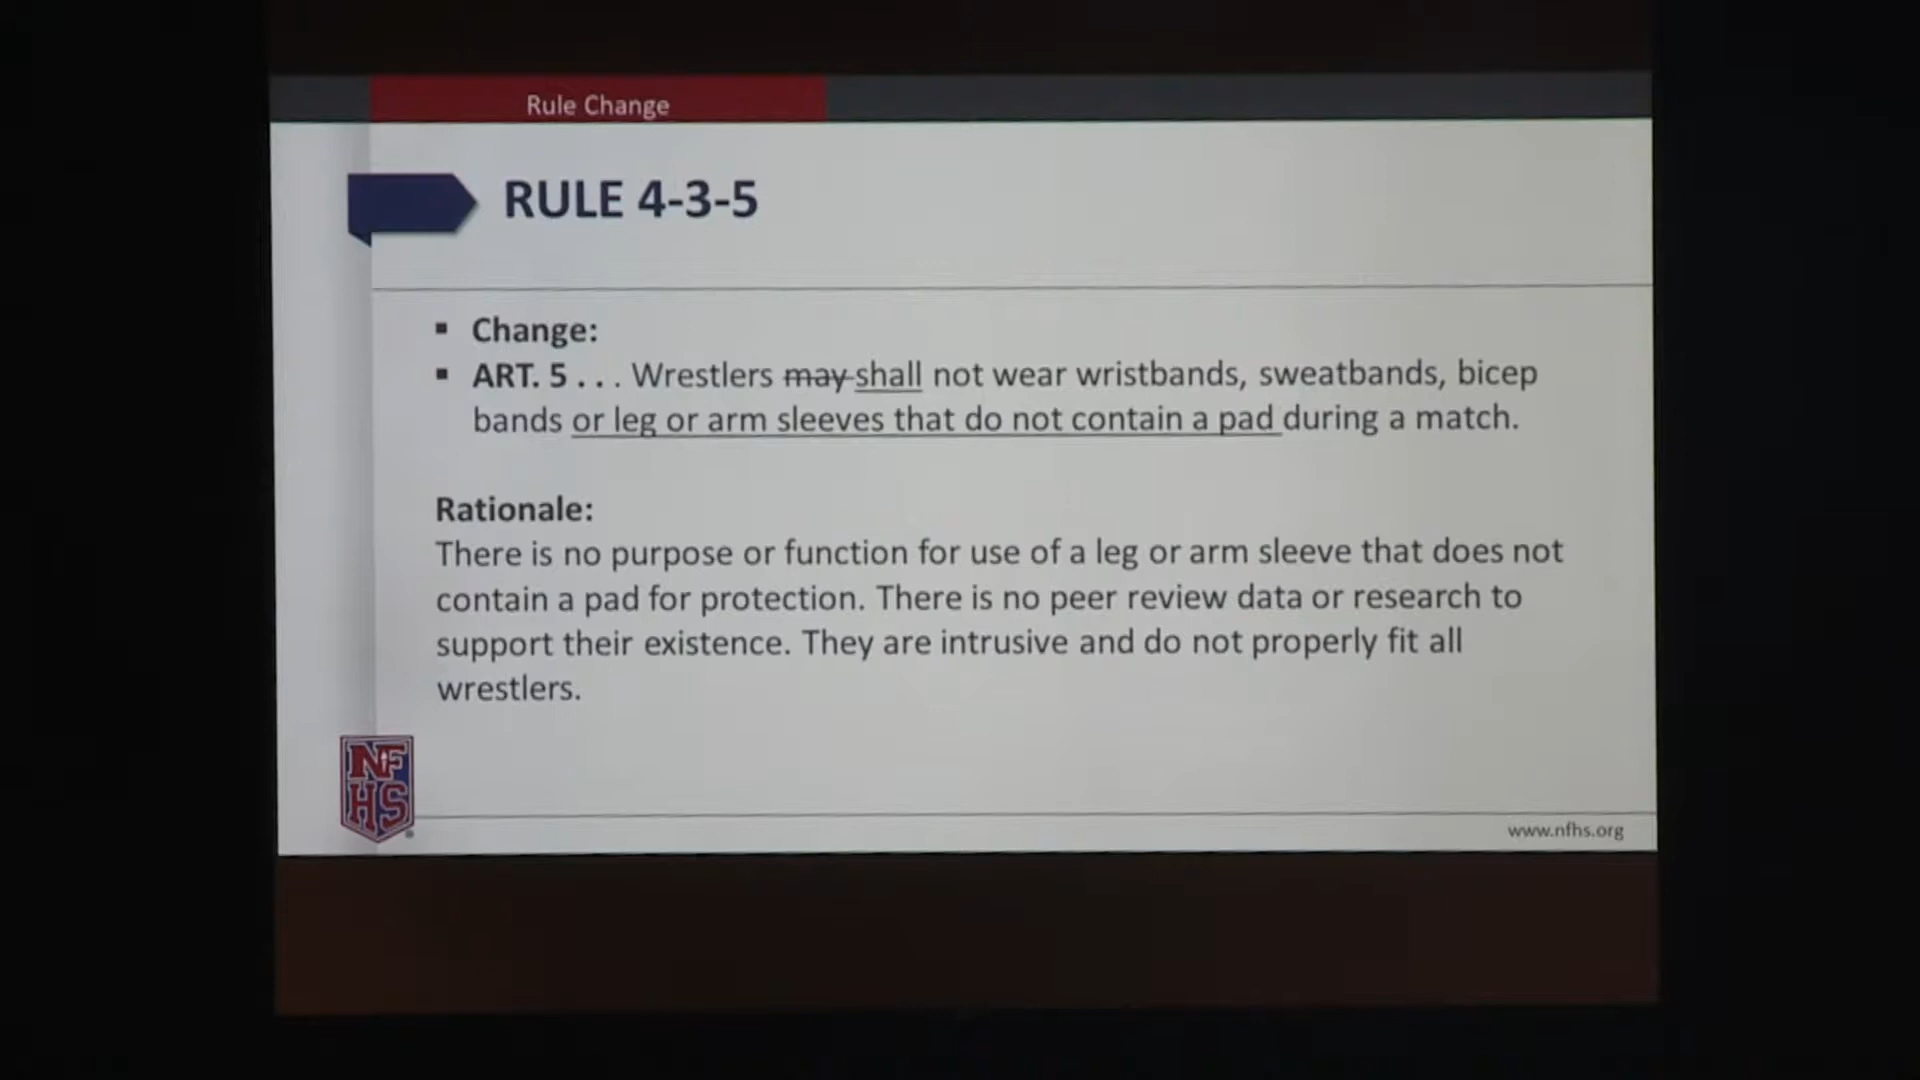 Rule Change
RULE 4-3-5
▪ Change:
▪ ART. 5 . . . Wrestlers may shall not wear wristbands, sweatbands, bicep
bands or leg or arm sleeves that do not contain a pad during a match.
Rationale:
There is no purpose or function for use of a leg or arm sleeve that does not
contain a pad for protection. There is no peer review data or research to
support their existence. They are intrusive and do not properly fit all
wrestlers.
NF
HS
®
www.nfhs.org